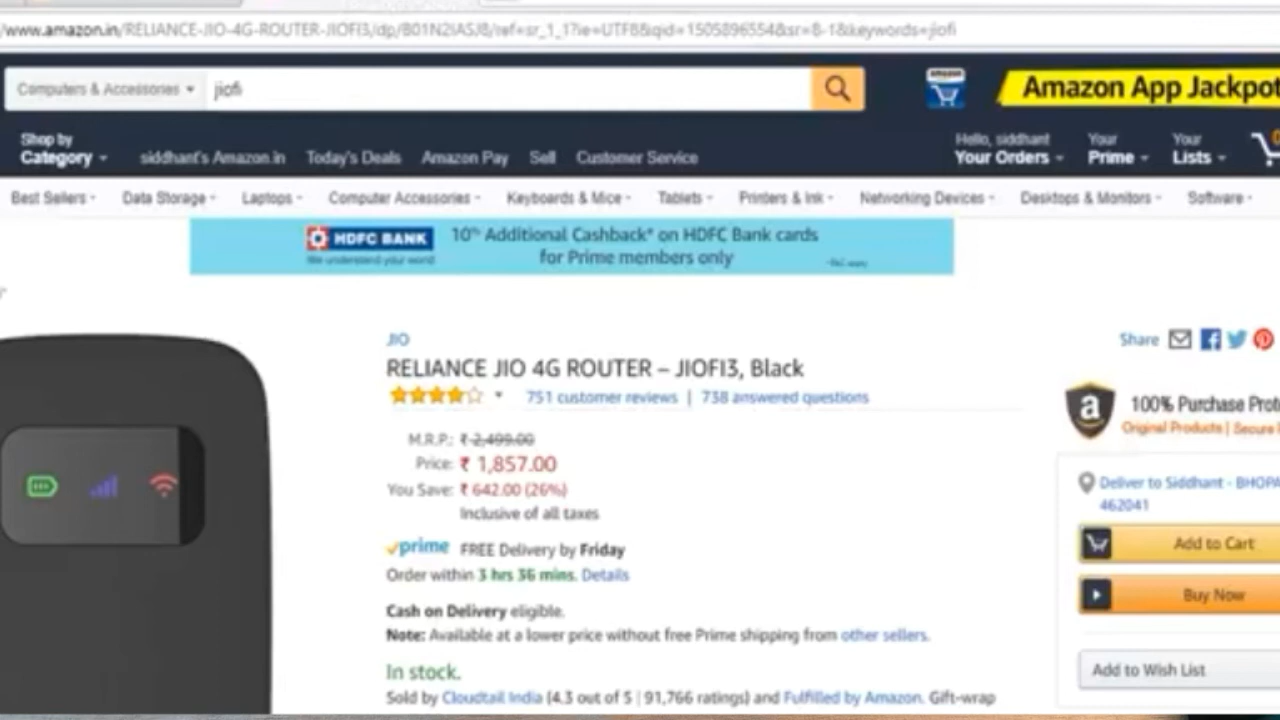 /www.amazon.in/RELIANCE-JIO-4G-ROUTER-JIOFI3/dp/B01N2IASJ8/ref=sr_1_1?ie=UTF8&qid=1505896554&sr=8-1&keywords=jiofi
Computers & Accessories jiofi
Amazon App Jackpot
Shop by
Category
siddhant's Amazon.in Today's Deals Amazon Pay Sell Customer Service
Hello, siddhant
Your Orders
Your
Prime
Your
Lists
Best Sellers Data Storage Laptops Computer Accessories Keyboards & Mice Tablets Printers & Ink Networking Devices Desktops & Monitors Software
HDFC BANK
We understand your world
10% Additional Cashback* on HDFC Bank cards
for Prime members only
JIO
RELIANCE JIO 4G ROUTER – JIOFI3, Black
751 customer reviews | 738 answered questions
M.R.P.: ₹ 2,499.00
Price: ₹ 1,857.00
You Save: ₹ 642.00 (26%)
Inclusive of all taxes
prime FREE Delivery by Friday
Order within 3 hrs 36 mins. Details
Cash on Delivery eligible.
Note: Available at a lower price without free Prime shipping from other sellers.
In stock.
Sold by Cloudtail India (4.3 out of 5 | 91,766 ratings) and Fulfilled by Amazon. Gift-wrap
Share
100% Purchase Prote
Original Products | Secure
Deliver to Siddhant - BHOPA
462041
Add to Cart
Buy Now
Add to Wish List